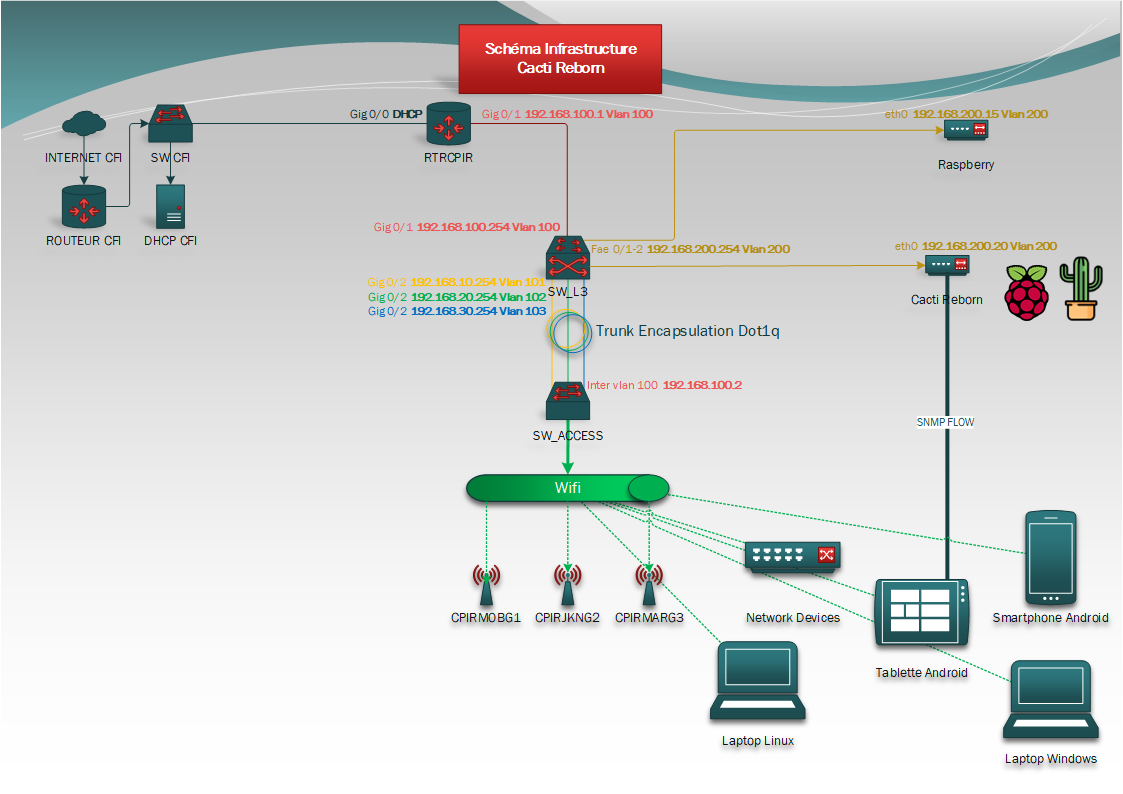 Schéma Infrastructure
Cacti Reborn
Gig 0/0 DHCP
Gig 0/1 192.168.100.1 Vlan 100
eth0 192.168.200.15 Vlan 200
INTERNET CFI
SW CFI
RTRCPIR
Raspberry
ROUTEUR CFI
DHCP CFI
Gig 0/1 192.168.100.254 Vlan 100
Fae 0/1-2 192.168.200.254 Vlan 200
eth0 192.168.200.20 Vlan 200
Gig 0/2 192.168.10.254 Vlan 101
SW_L3
Gig 0/2 192.168.20.254 Vlan 102
Cacti Reborn
Gig 0/2 192.168.30.254 Vlan 103
Trunk Encapsulation Dot1q
Inter vlan 100 192.168.100.2
SNMP FLOW
SW_ACCESS
Wifi
CPIRMOBG1
CPIRJKNG2
CPIRMARG3
Network Devices
Smartphone Android
Tablette Android
Laptop Linux
Laptop Windows